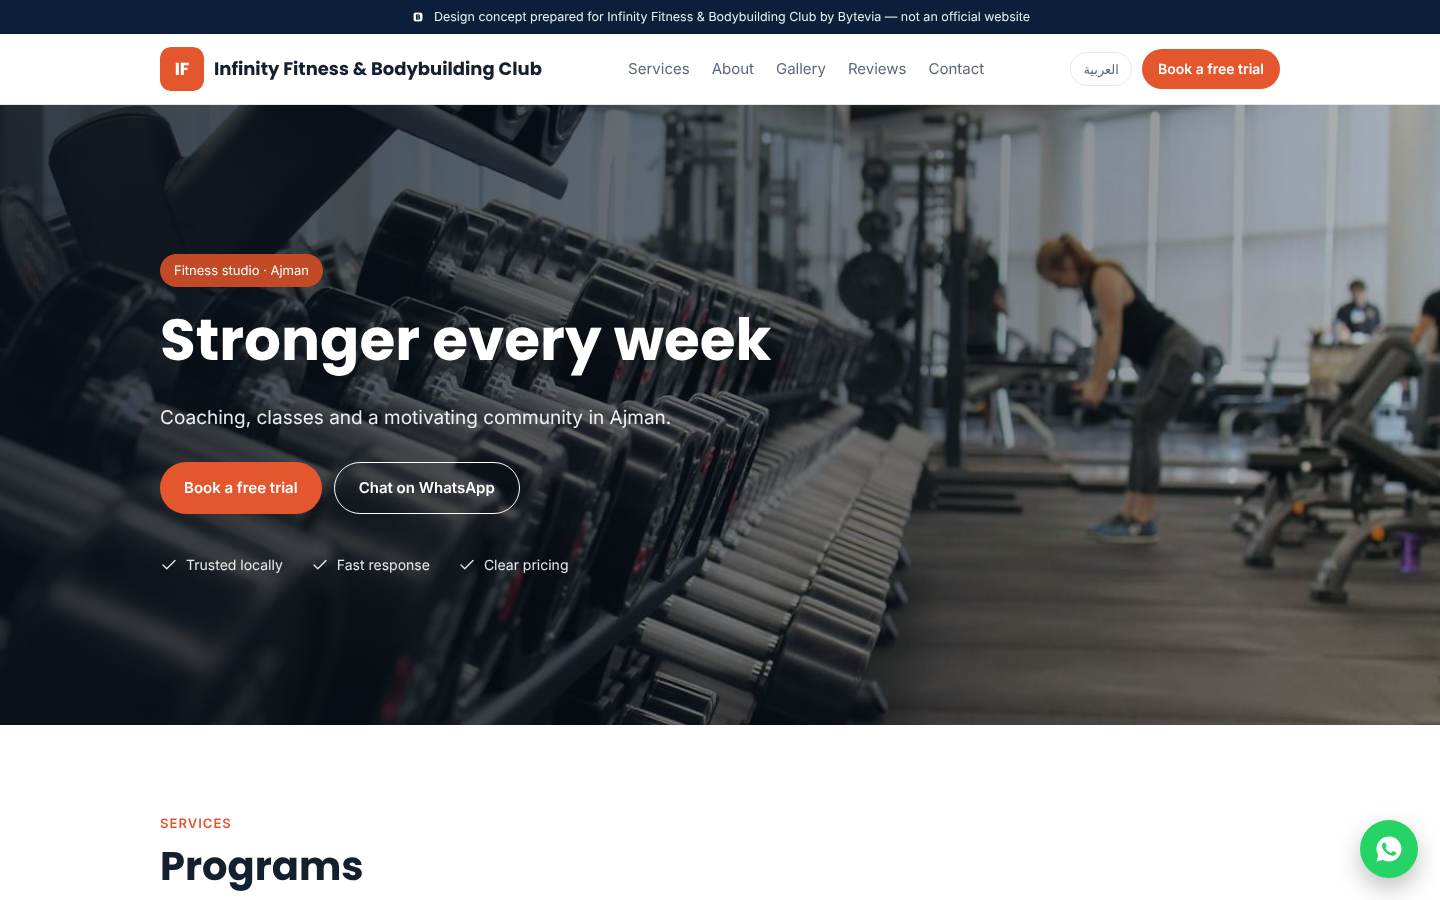 Design concept prepared for Infinity Fitness & Bodybuilding Club by Bytevia — not an official website
IF Infinity Fitness & Bodybuilding Club Services About Gallery Reviews Contact العربية Book a free trial
Fitness studio · Ajman
Stronger every week
Coaching, classes and a motivating community in Ajman.
Book a free trial Chat on WhatsApp
Trusted locally Fast response Clear pricing
SERVICES
Programs